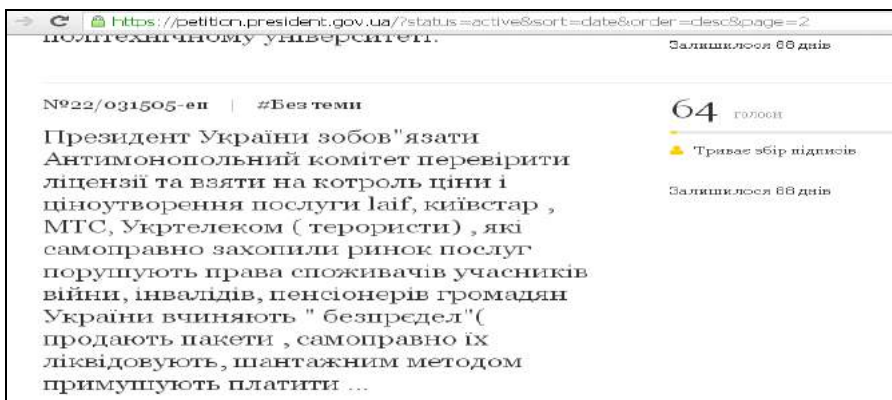 https://petition.president.gov.ua/?status=active&sort=date&order=desc&page=2
політехнічному університеті.
Залишилося 88 днів
№22/031505-еп | #Без теми
64 голоси
Президент України зобов"язати
Антимонопольний комітет перевірити
ліцензії та взяти на котроль ціни і
ціноутворення послуги laif, київстар ,
МТС, Укртелеком ( терористи) , які
самоправно захопили ринок послуг
порушують права споживачів учасників
війни, інвалідів, пенсіонерів громадян
України вчиняють " безпрєдел"(
продають пакети , самоправно їх
ліквідовують, шантажним методом
примушують платити ...
Триває збір підписів
Залишилося 88 днів